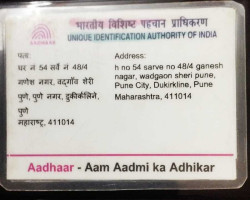 भारतीय विशिष्ट पहचान प्राधिकरण
UNIQUE IDENTIFICATION AUTHORITY OF INDIA
AADHAAR
पत्ता:
घर नं 54 सर्वे नं 48/4
गणेश नगर, वडगाँव शेरी
पुणे, पुणे नगर, दुकीर्कलिने,
पुणे
महाराष्ट्र, 411014
Address:
h no 54 sarve no 48/4 ganesh
nagar, wadgaon sheri pune,
Pune City, Dukirkline, Pune
Maharashtra, 411014
Aadhaar - Aam Aadmi ka Adhikar